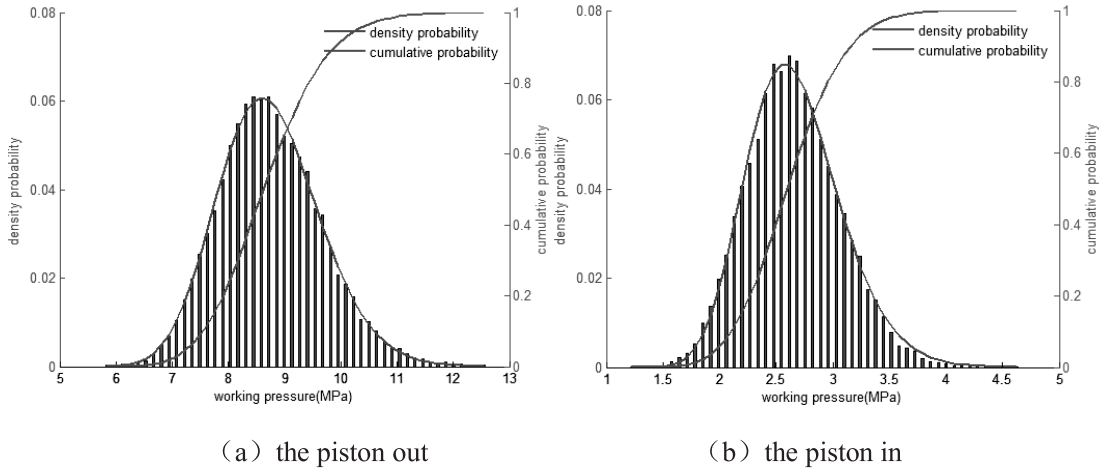 0.08
0.06
0.04
0.02
0
density probability
5 6 7 8 9 10 11 12 13
working pressure(MPa)
1
0.8
0.6
0.4
0.2
0
cumulative probability
density probability
cumulative probability
(a) the piston out
0.08
0.06
0.04
0.02
0
density probability
1 1.5 2 2.5 3 3.5 4 4.5 5
working pressure(MPa)
1
0.8
0.6
0.4
0.2
0
cumulative probability
density probability
cumulative probability
(b) the piston in